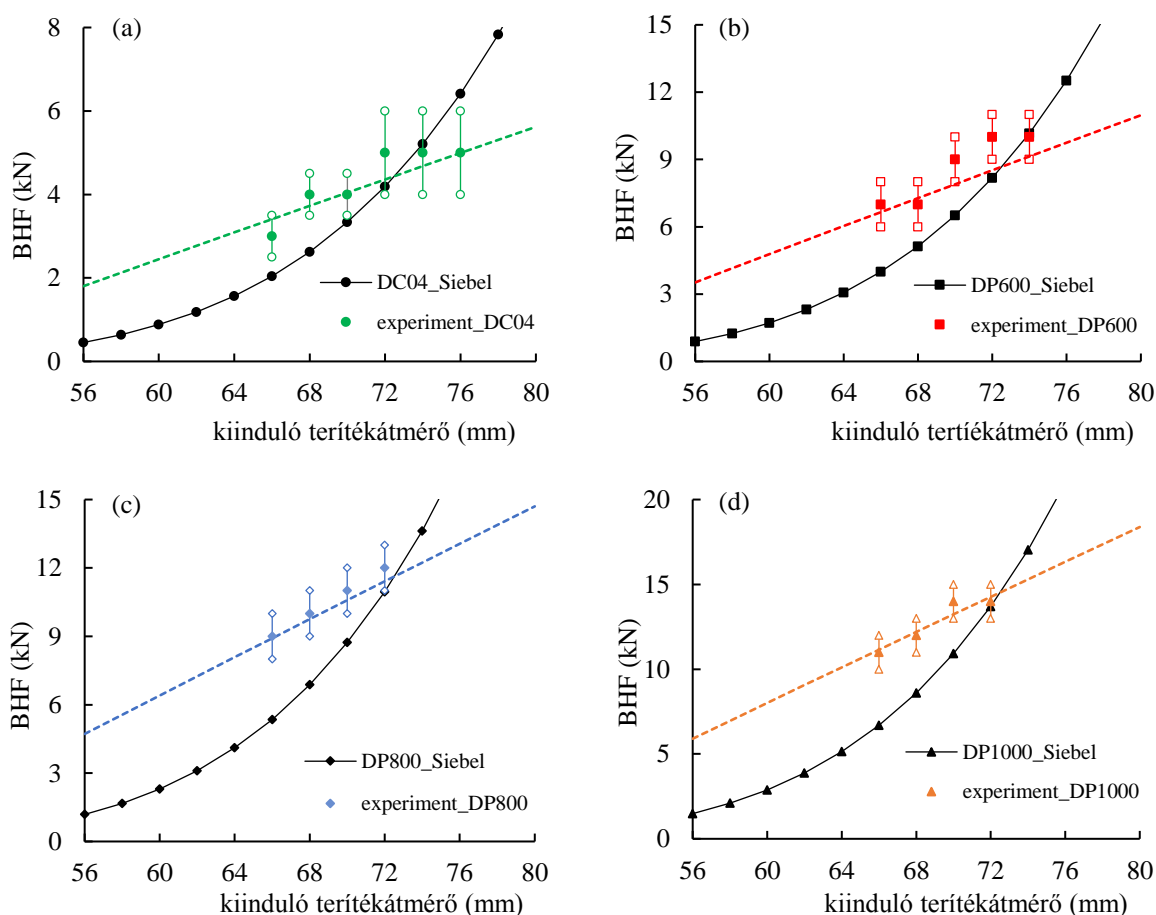 (a)
8
6
4
2
0
BHF (kN)
DC04_Siebel
experiment_DC04
56 60 64 68 72 76 80
kiinduló terítékátmérő (mm)
(b)
15
12
9
6
3
0
BHF (kN)
DP600_Siebel
experiment_DP600
56 60 64 68 72 76 80
kiinduló tertíékátmérő (mm)
(c)
15
12
9
6
3
0
BHF (kN)
DP800_Siebel
experiment_DP800
56 60 64 68 72 76 80
kiinduló terítékátmérő (mm)
(d)
20
15
10
5
0
BHF (kN)
DP1000_Siebel
experiment_DP1000
56 60 64 68 72 76 80
kiinduló terítékátmérő (mm)